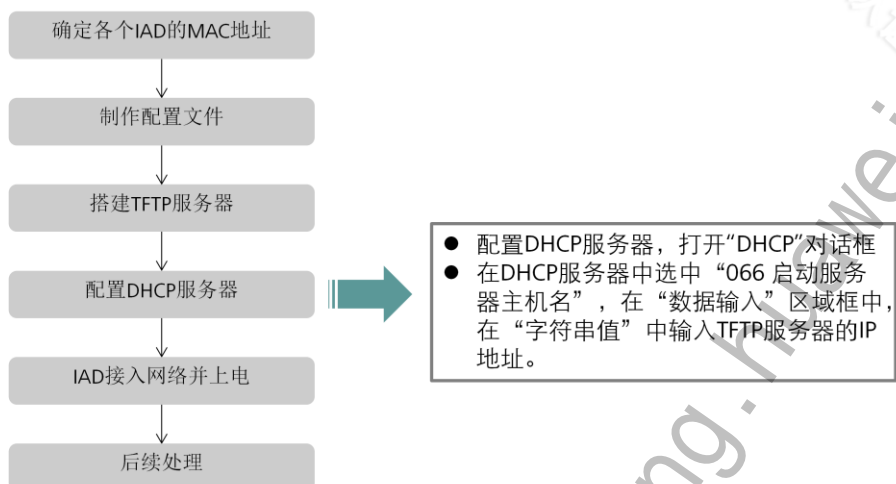 确定各个IAD的MAC地址
制作配置文件
搭建TFTP服务器
配置DHCP服务器
IAD接入网络并上电
后续处理
● 配置DHCP服务器，打开“DHCP”对话框
● 在DHCP服务器中选中“066 启动服务
器主机名”，在“数据输入”区域框中，
在“字符串值”中输入TFTP服务器的IP
地址。
ng.huawei